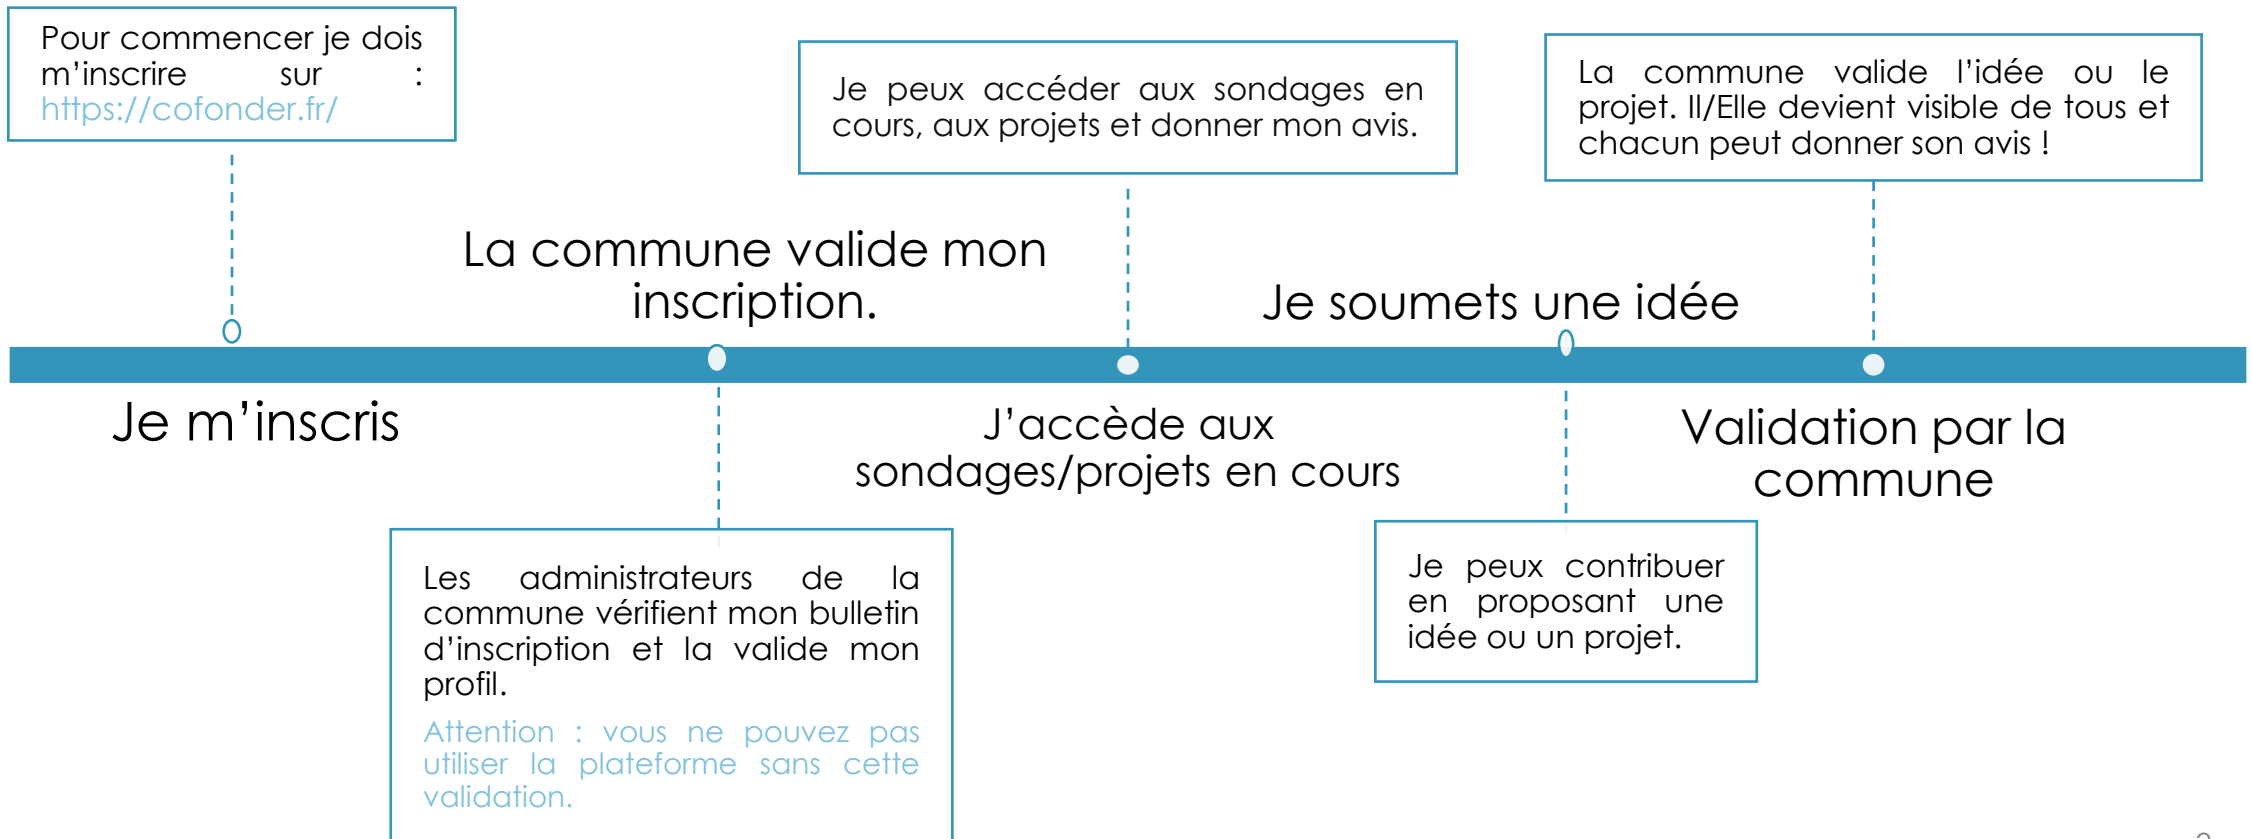 Pour commencer je dois
m’inscrire sur :
https://cofonder.fr/
Je m’inscris
La commune valide mon
inscription.
Les administrateurs de la
commune vérifient mon bulletin
d’inscription et la valide mon
profil.
Attention : vous ne pouvez pas
utiliser la plateforme sans cette
validation.
Je peux accéder aux sondages en
cours, aux projets et donner mon avis.
J’accède aux
sondages/projets en cours
Je soumets une idée
Je peux contribuer
en proposant une
idée ou un projet.
La commune valide l’idée ou le
projet. Il/Elle devient visible de tous et
chacun peut donner son avis !
Validation par la
commune